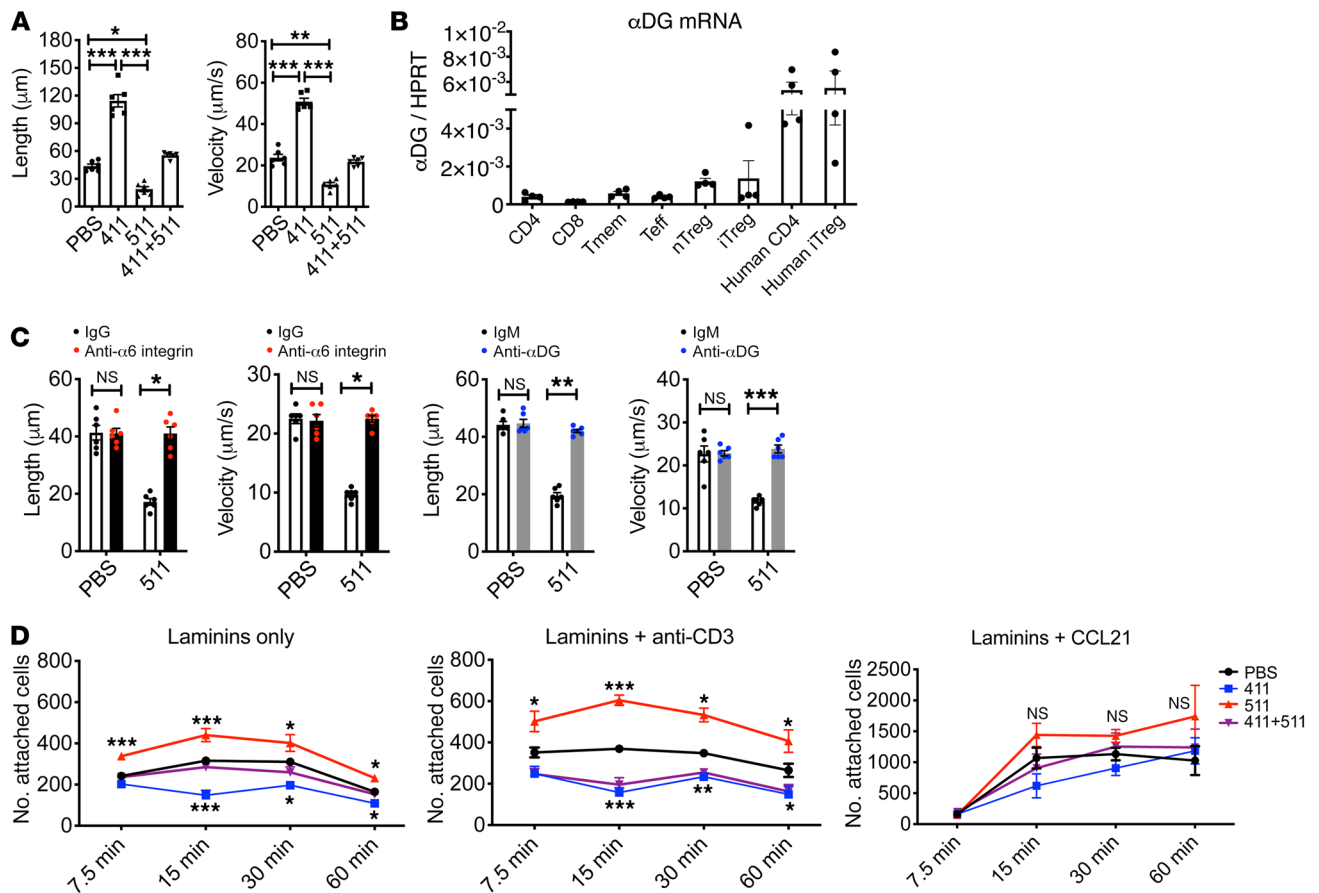 A
*
*** ***
Length (μm)
180
150
120
90
60
30
0
PBS
411
511
411+511
**
*** ***
Velocity (μm/s)
80
60
40
20
0
PBS
411
511
411+511
B
αDG mRNA
αDG / HPRT
1×10⁻²
8×10⁻³
6×10⁻³
4×10⁻³
2×10⁻³
0
CD4
CD8
Tmem
Teff
nTreg
iTreg
Human CD4
Human iTreg
C
IgG
Anti-α6 integrin
NS *
Length (μm)
60
40
20
0
PBS
511
IgG
Anti-α6 integrin
NS *
Velocity (μm/s)
30
20
10
0
PBS
511
IgM
Anti-αDG
NS **
Length (μm)
60
40
20
0
PBS
511
IgM
Anti-αDG
NS ***
Velocity (μm/s)
40
30
20
10
0
PBS
511
D
Laminins only
No. attached cells
800
600
400
200
0
*** *** * *
*** * *
7.5 min
15 min
30 min
60 min
Laminins + anti-CD3
No. attached cells
800
600
400
200
0
* *** * *
*** ** *
7.5 min
15 min
30 min
60 min
Laminins + CCL21
No. attached cells
2500
2000
1500
1000
500
0
NS NS NS
7.5 min
15 min
30 min
60 min
PBS
411
511
411+511